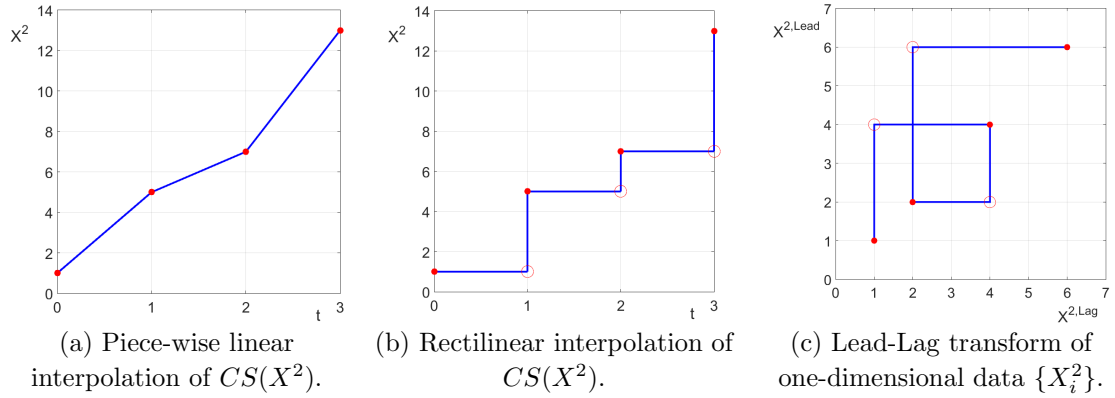 X²
14
12
10
8
6
4
2
0
0 1 2 3
t
(a) Piece-wise linear
interpolation of CS(X²).
X²
14
12
10
8
6
4
2
0
0 1 2 3
t
(b) Rectilinear interpolation of
CS(X²).
X^{2,Lead}
7
6
5
4
3
2
1
0
0 1 2 3 4 5 6 7
X^{2,Lag}
(c) Lead-Lag transform of
one-dimensional data {X_i^2}.